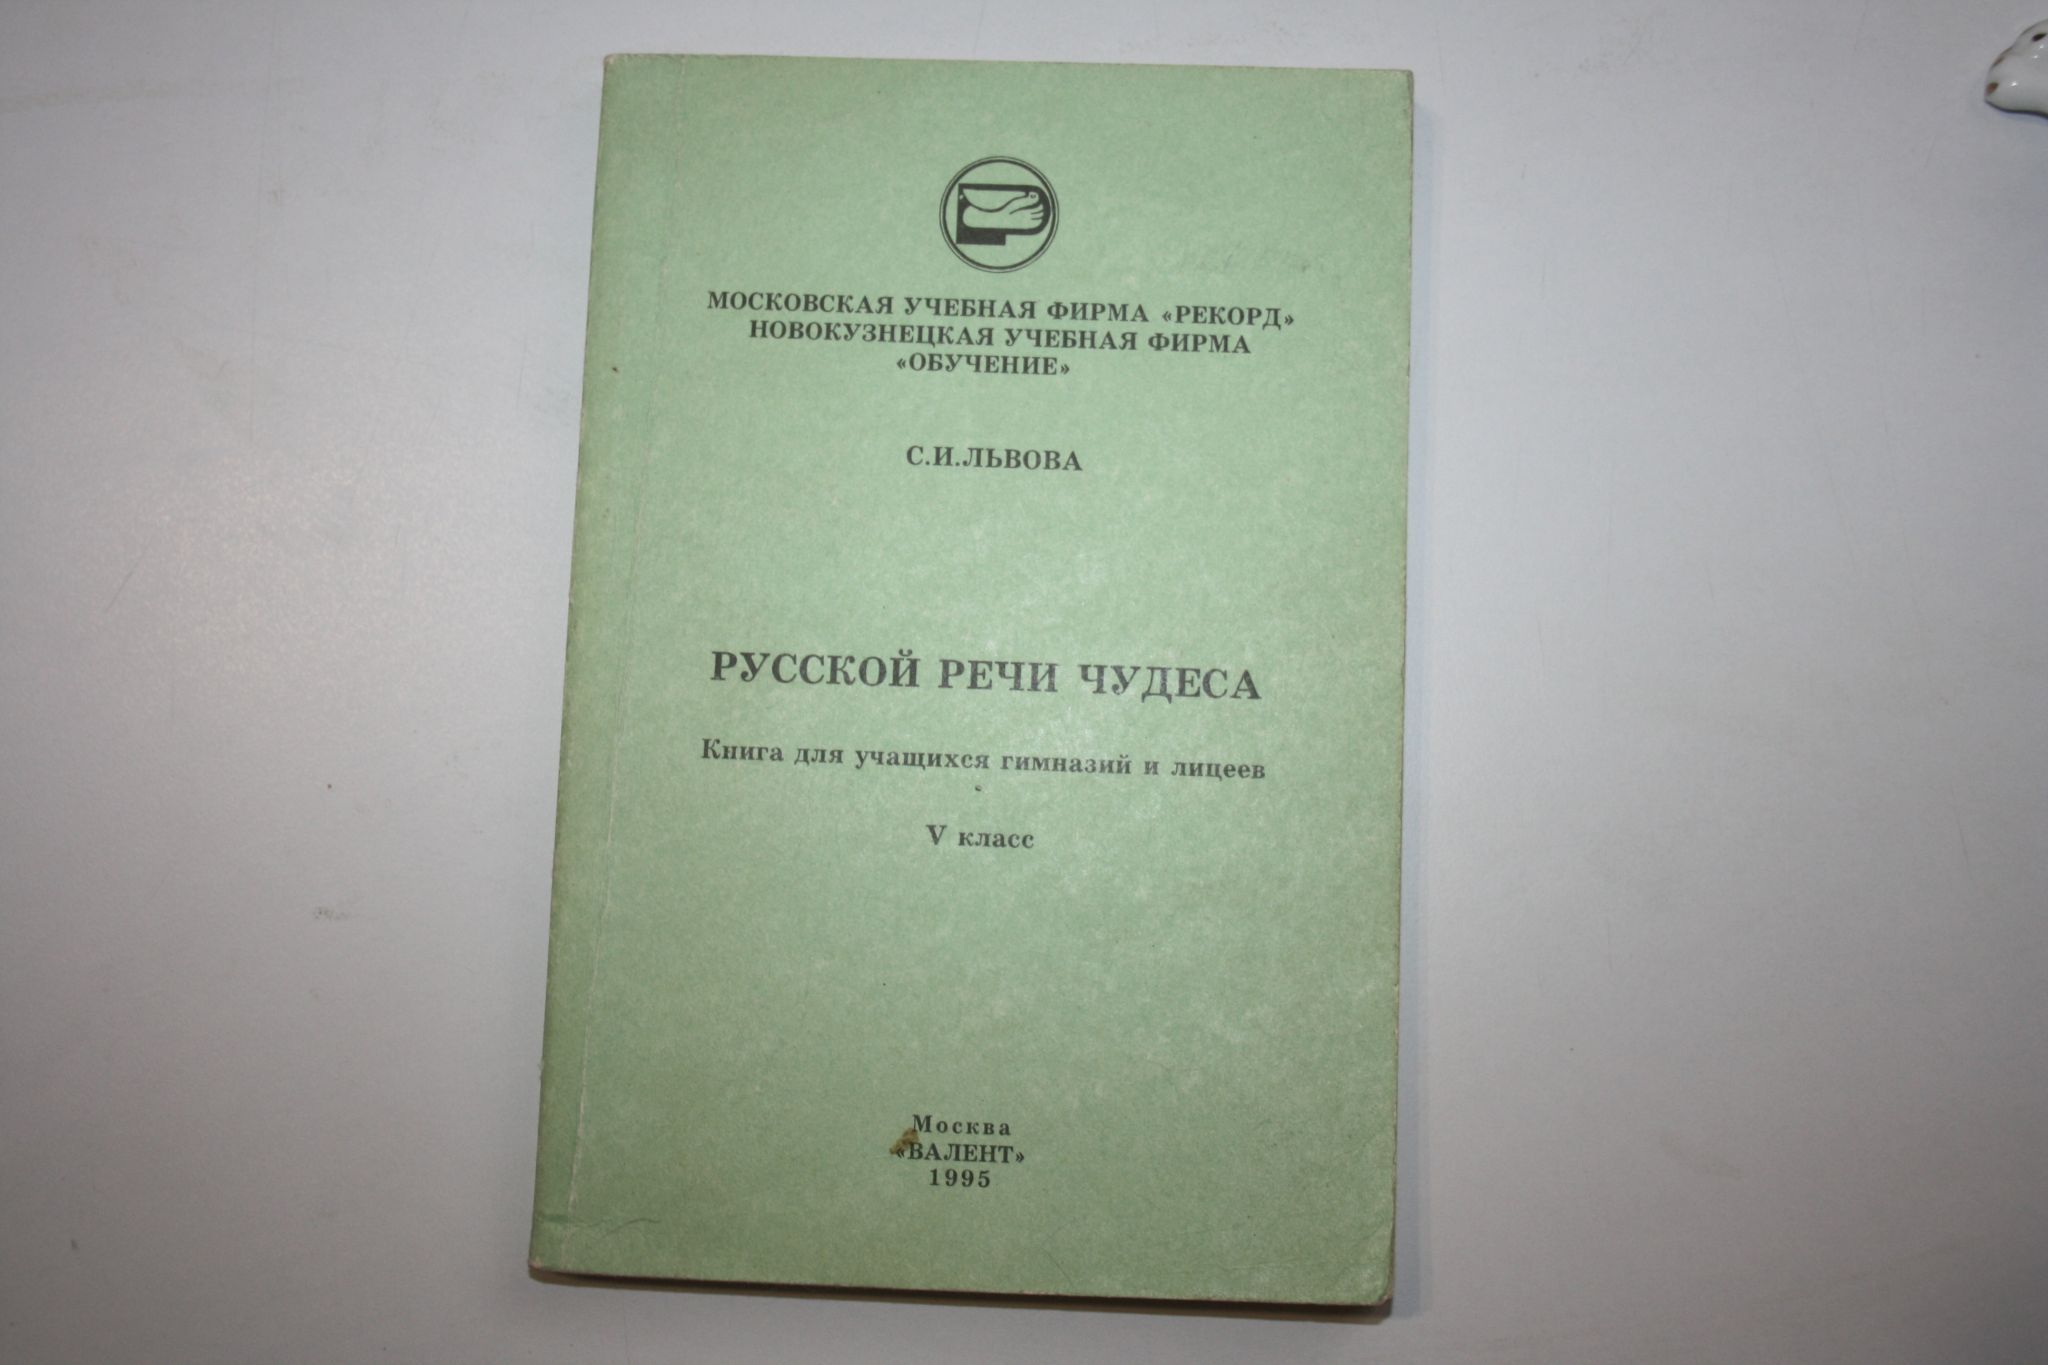 МОСКОВСКАЯ УЧЕБНАЯ ФИРМА «РЕКОРД»
НОВОКУЗНЕЦКАЯ УЧЕБНАЯ ФИРМА
«ОБУЧЕНИЕ»
С.И.ЛЬВОВА
РУССКОЙ РЕЧИ ЧУДЕСА
Книга для учащихся гимназий и лицеев
V класс
Москва
«ВАЛЕНТ»
1995